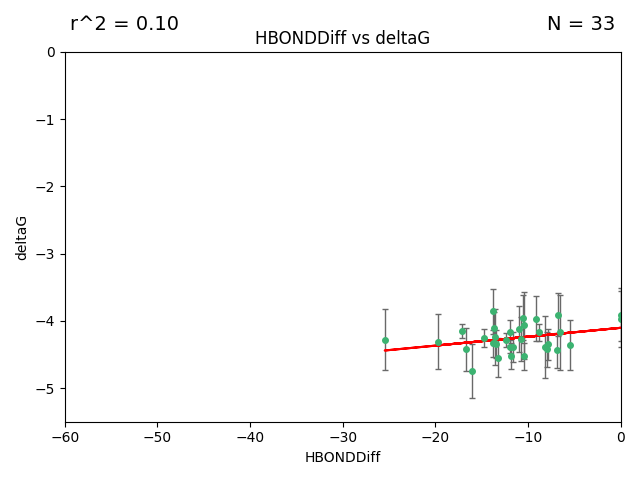 r^2 = 0.10
N = 33
HBONDDiff vs deltaG
0
−1
−2
−3
−4
−5
deltaG
−60 −50 −40 −30 −20 −10 0
HBONDDiff